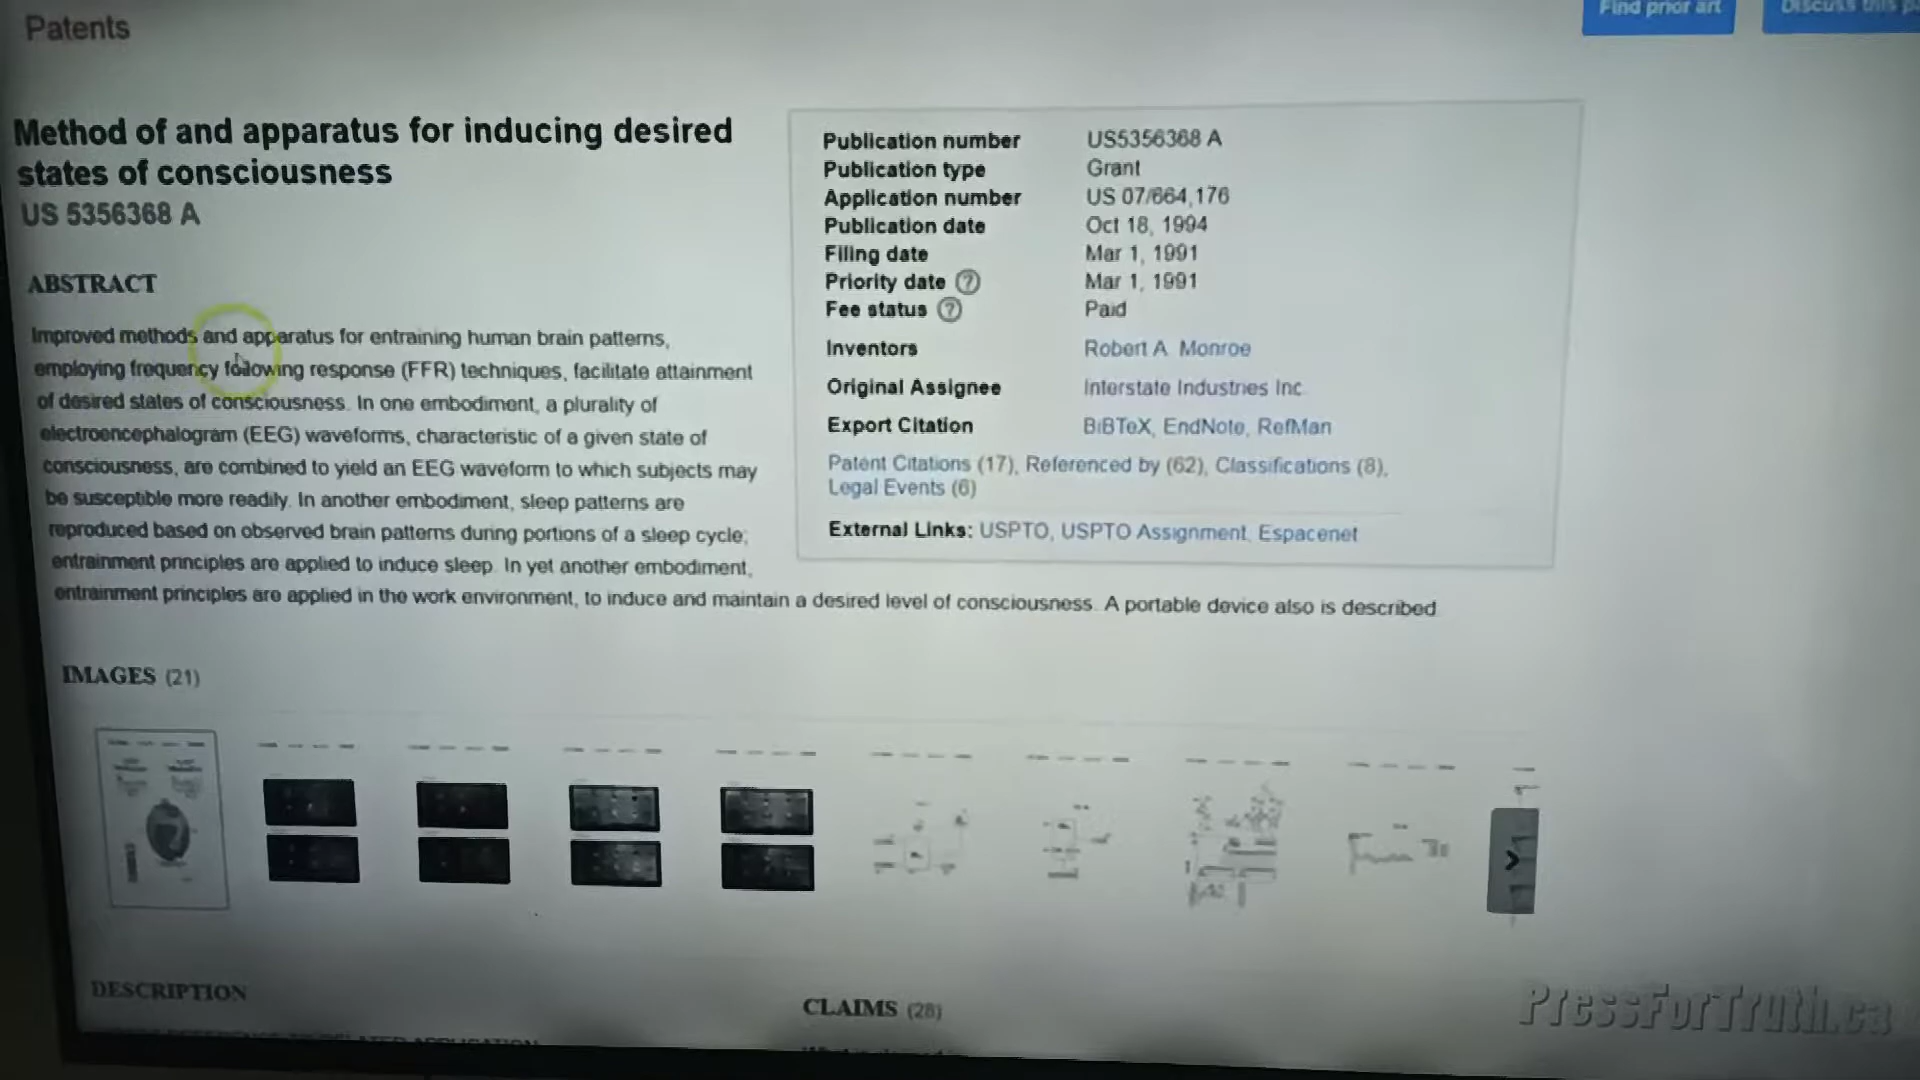 Patents
Find prior art
Discuss this
Method of and apparatus for inducing desired
states of consciousness
US 5356368 A
ABSTRACT
Improved methods and apparatus for entraining human brain patterns,
employing frequency following response (FFR) techniques, facilitate attainment
of desired states of consciousness. In one embodiment, a plurality of
electroencephalogram (EEG) waveforms, characteristic of a given state of
consciousness, are combined to yield an EEG waveform to which subjects may
be susceptible more readily. In another embodiment, sleep patterns are
reproduced based on observed brain patterns during portions of a sleep cycle;
entrainment principles are applied to induce sleep. In yet another embodiment,
entrainment principles are applied in the work environment, to induce and maintain a desired level of consciousness. A portable device also is described.
Publication number US5356368 A
Publication type Grant
Application number US 07/664,176
Publication date Oct 18, 1994
Filing date Mar 1, 1991
Priority date ? Mar 1, 1991
Fee status ? Paid
Inventors Robert A. Monroe
Original Assignee Interstate Industries Inc.
Export Citation BiBTeX, EndNote, RefMan
Patent Citations (17), Referenced by (62), Classifications (8),
Legal Events (6)
External Links: USPTO, USPTO Assignment, Espacenet
IMAGES (21)
DESCRIPTION
CLAIMS (28)
PressForTruth.ca